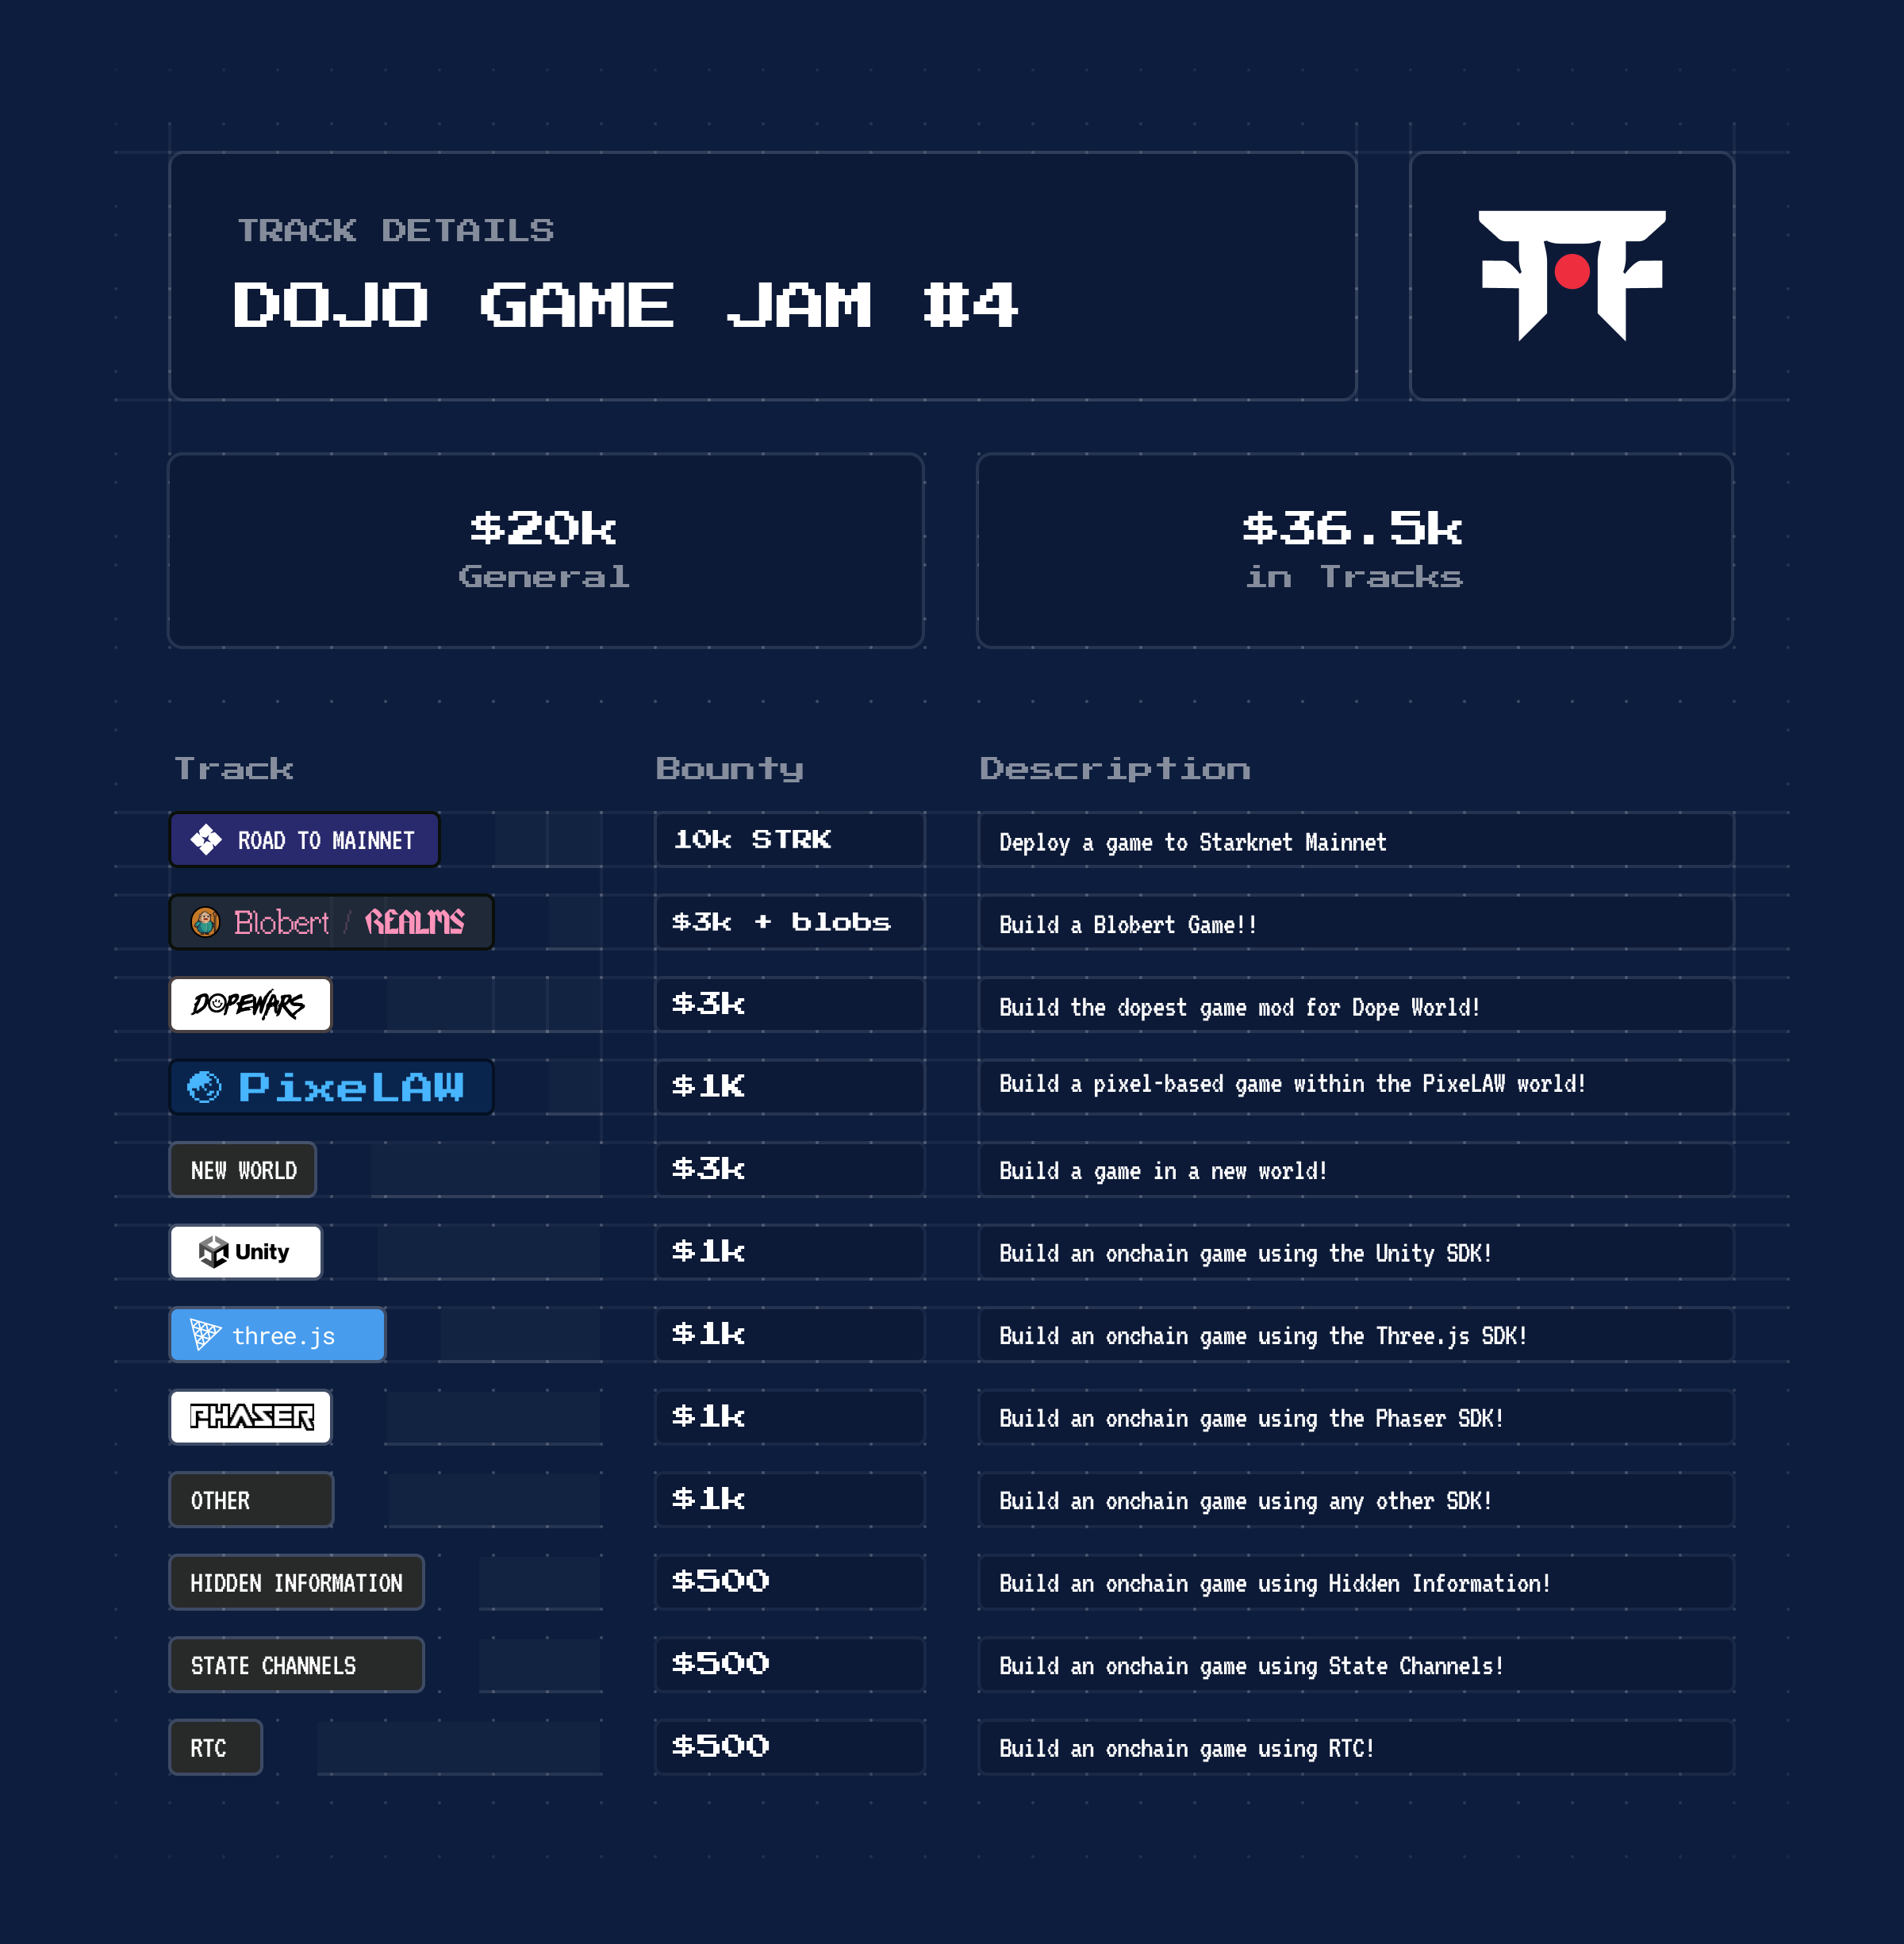 TRACK DETAILS
DOJO GAME JAM #4
$20k
General
$36.5k
in Tracks
Track Bounty Description
ROAD TO MAINNET 10k STRK Deploy a game to Starknet Mainnet
Blobert / REALMS $3k + blobs Build a Blobert Game!!
DOPEWARS $3k Build the dopest game mod for Dope World!
PixeLAW $1K Build a pixel-based game within the PixeLAW world!
NEW WORLD $3k Build a game in a new world!
Unity $1k Build an onchain game using the Unity SDK!
three.js $1k Build an onchain game using the Three.js SDK!
PHASER $1k Build an onchain game using the Phaser SDK!
OTHER $1k Build an onchain game using any other SDK!
HIDDEN INFORMATION $500 Build an onchain game using Hidden Information!
STATE CHANNELS $500 Build an onchain game using State Channels!
RTC $500 Build an onchain game using RTC!